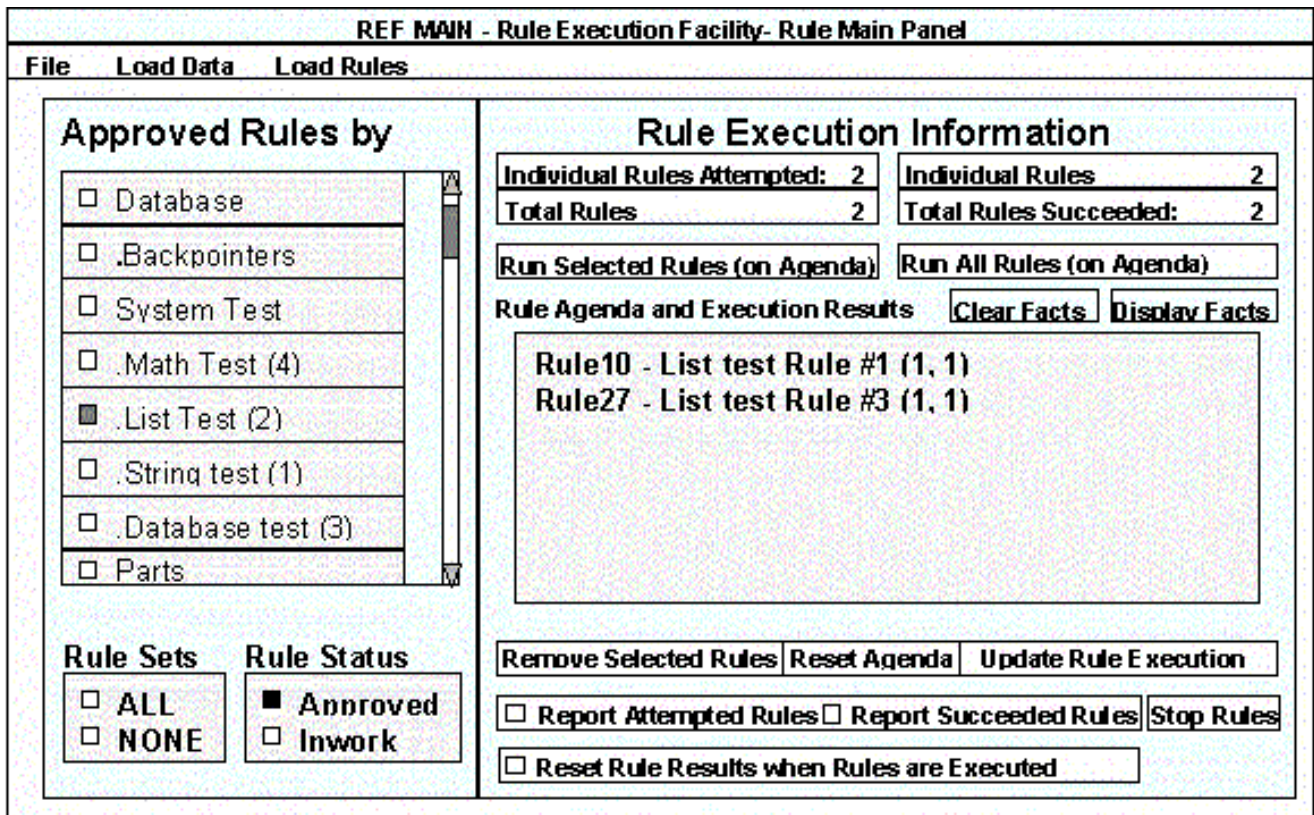 REF MAIN - Rule Execution Facility- Rule Main Panel
File Load Data Load Rules
Approved Rules by
Database
.Backpointers
System Test
.Math Test (4)
.List Test (2)
.String test (1)
.Database test (3)
Parts
Rule Sets
ALL
NONE
Rule Status
Approved
Inwork
Rule Execution Information
Individual Rules Attempted: 2
Individual Rules 2
Total Rules 2
Total Rules Succeeded: 2
Run Selected Rules (on Agenda)
Run All Rules (on Agenda)
Rule Agenda and Execution Results
Clear Facts
Display Facts
Rule10 - List test Rule #1 (1, 1)
Rule27 - List test Rule #3 (1, 1)
Remove Selected Rules
Reset Agenda
Update Rule Execution
Report Attempted Rules
Report Succeeded Rules
Stop Rules
Reset Rule Results when Rules are Executed